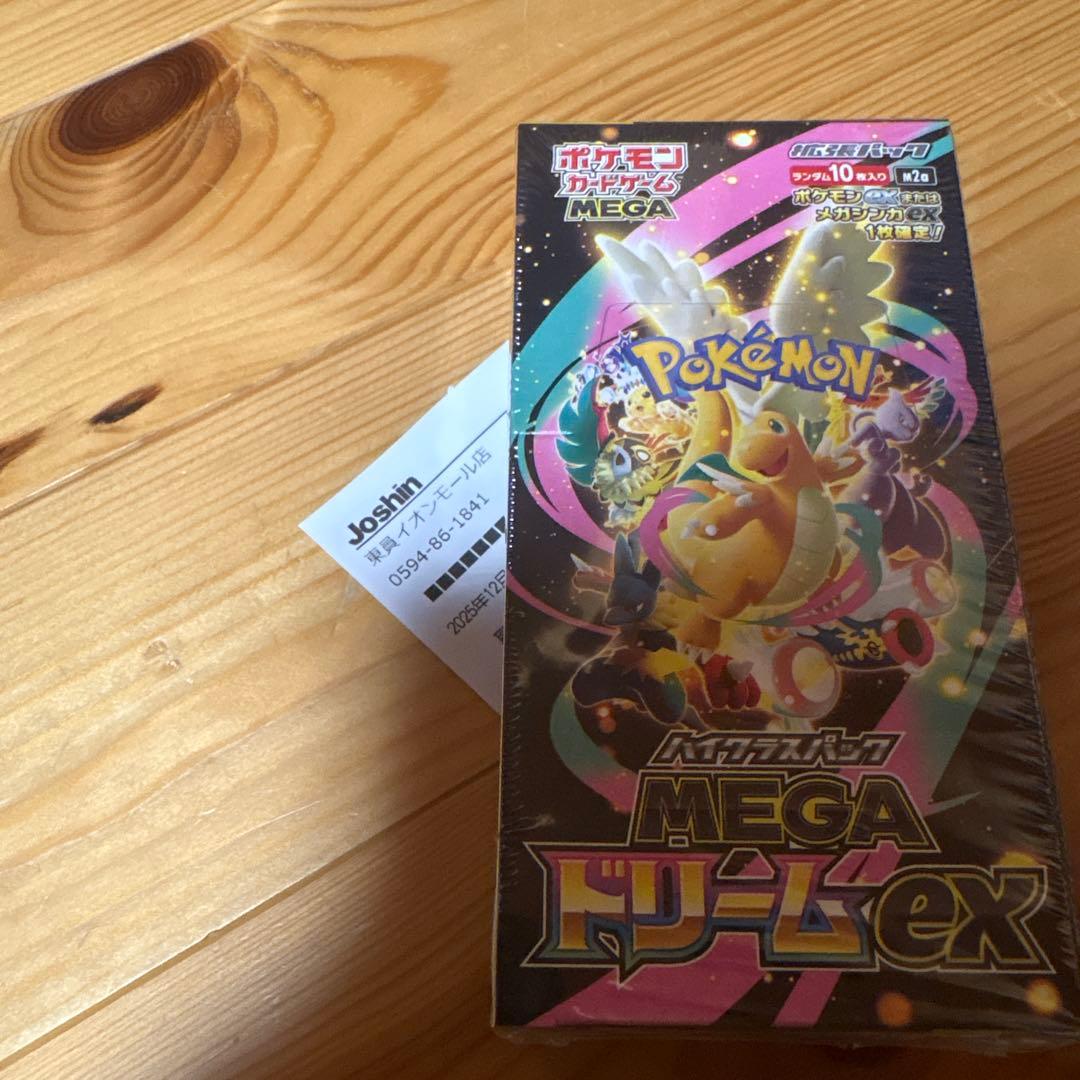 ポケモン
カードゲーム
MEGA
拡張パック
ランダム10枚入り
M2a
ポケモンexまたは
メガシンカex
1枚確定!
POKéMON
Joshin
東員イオンモール店
0594-86-1841
2025年12月
ハイクラスパック
MEGA
ドリームex